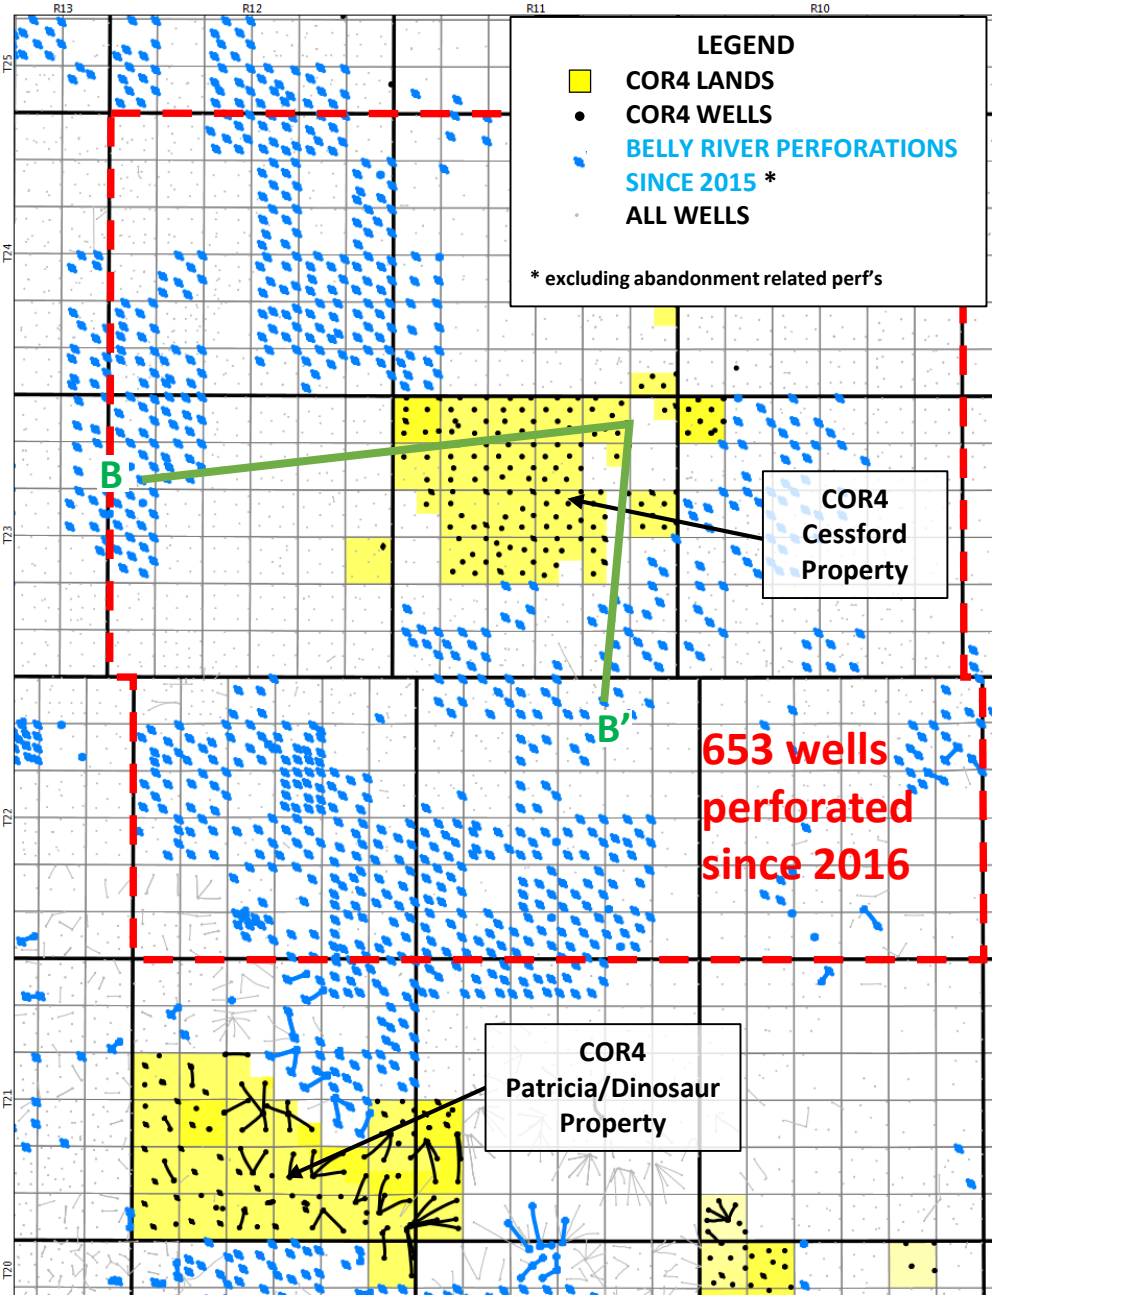 R13 R12 R11 R10
LEGEND
COR4 LANDS
COR4 WELLS
BELLY RIVER PERFORATIONS
SINCE 2015 *
ALL WELLS
* excluding abandonment related perf's
T25
T24
B
COR4
Cessford
Property
T23
B'
653 wells
perforated
since 2016
T22
COR4
Patricia/Dinosaur
Property
T21
T20